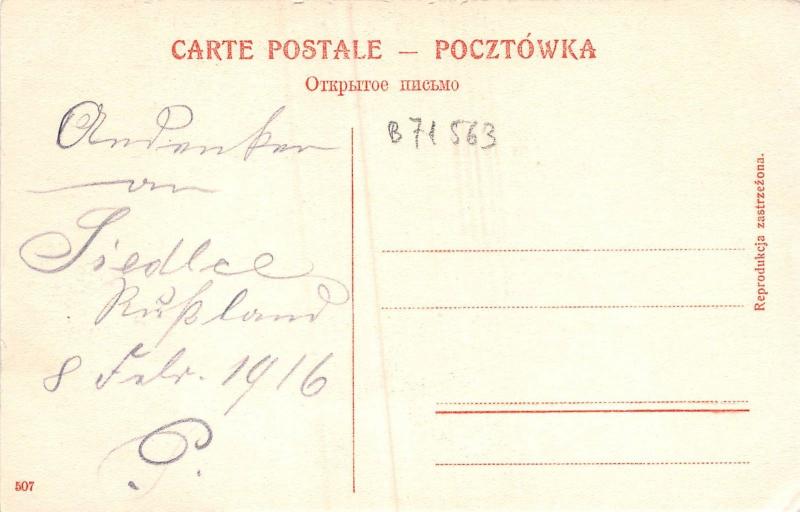 CARTE POSTALE — POCZTÓWKA
Открытое письмо
Andenken
an
Siedlce
Rußland
8 Febr. 1916
P.
B71563
Reprodukcja zastrzeżona.
507